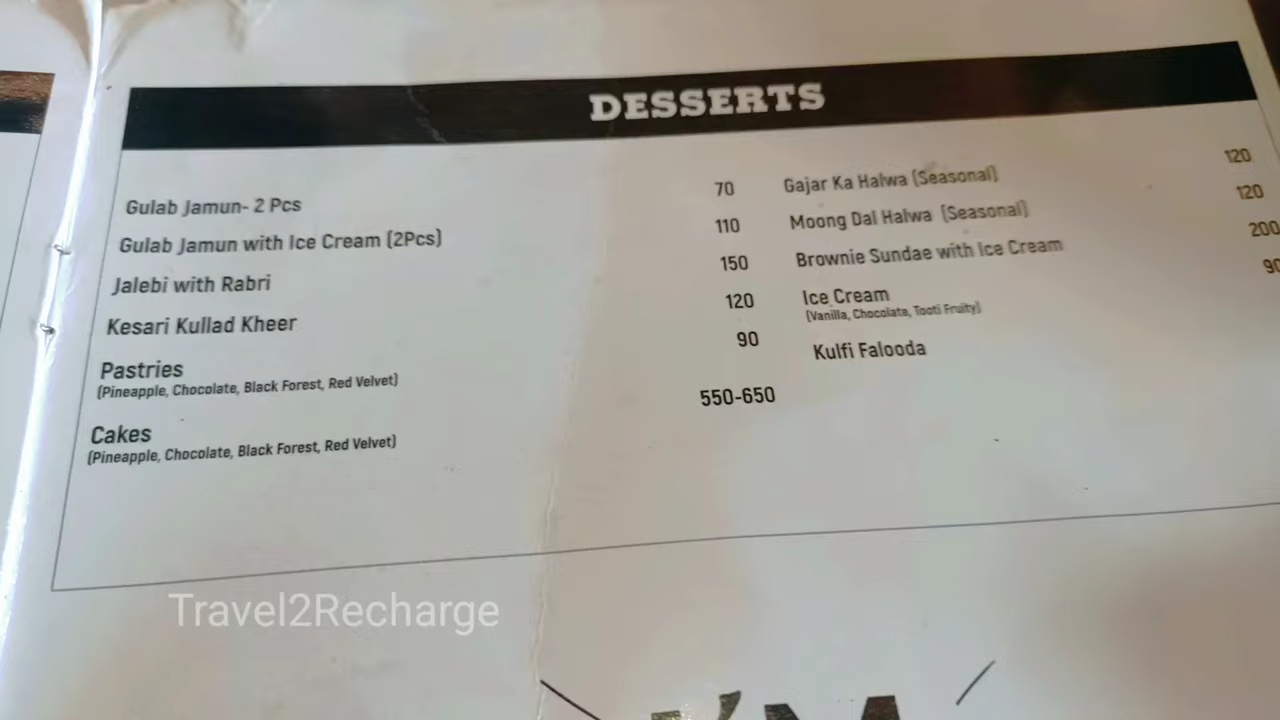 DESSERTS
Gulab Jamun- 2 Pcs 70
Gulab Jamun with Ice Cream (2Pcs) 110
Jalebi with Rabri 150
Kesari Kullad Kheer 120
Pastries 90
(Pineapple, Chocolate, Black Forest, Red Velvet)
Cakes 550-650
(Pineapple, Chocolate, Black Forest, Red Velvet)
Gajar Ka Halwa (Seasonal) 120
Moong Dal Halwa (Seasonal) 120
Brownie Sundae with Ice Cream 200
Ice Cream 90
(Vanilla, Chocolate, Tooti Fruity)
Kulfi Falooda
Travel2Recharge